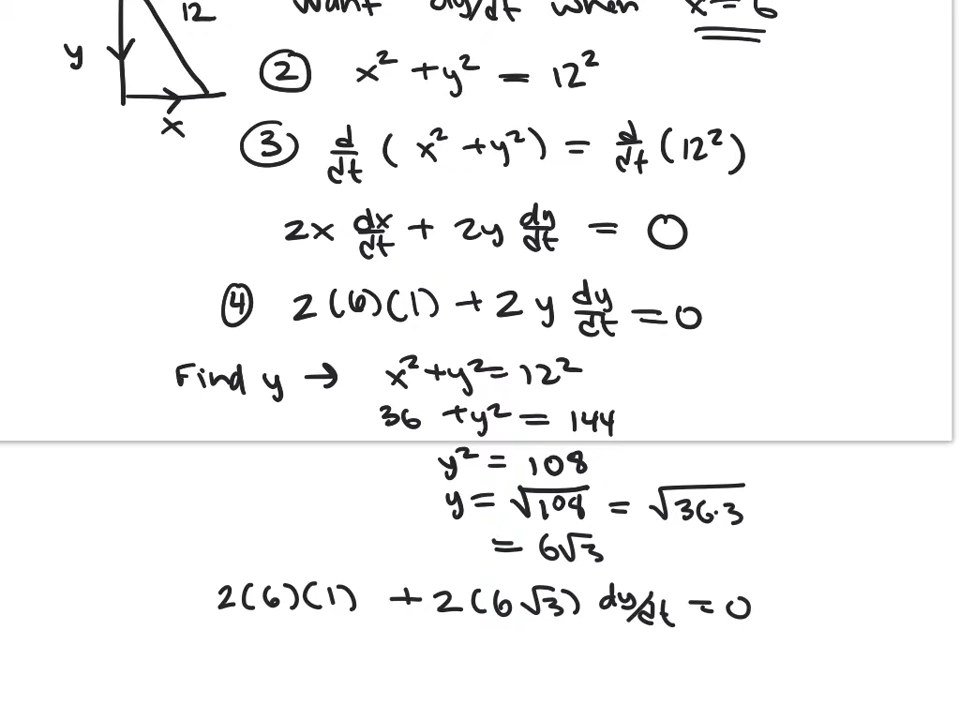 12 want dy/dt when x = 6
y
② x² + y² = 12²
x
③ d/dt (x² + y²) = d/dt (12²)
2x dx/dt + 2y dy/dt = 0
④ 2(6)(1) + 2y dy/dt = 0
Find y → x² + y² = 12²
36 + y² = 144
y² = 108
y = √108 = √36·3
= 6√3
2(6)(1) + 2(6√3) dy/dt = 0